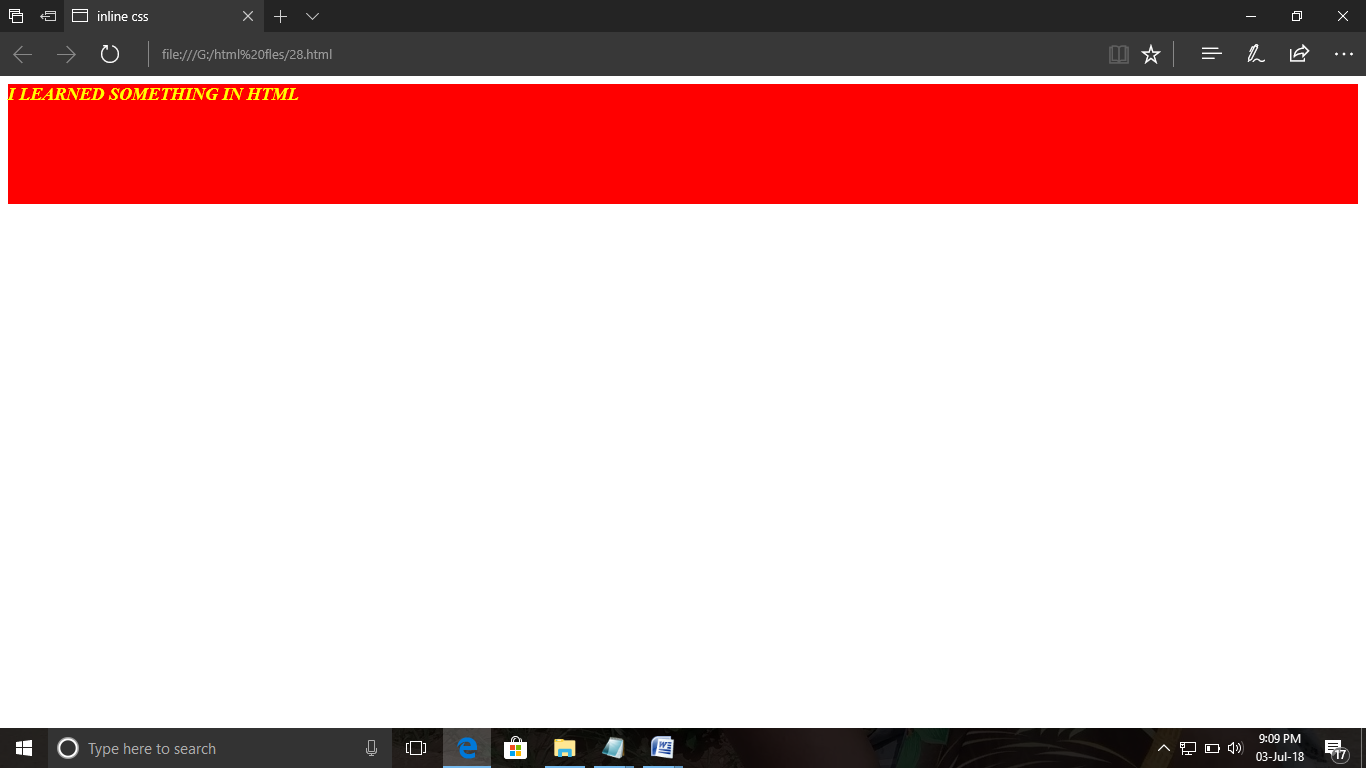 inline css
file:///G:/html%20fles/28.html
I LEARNED SOMETHING IN HTML
Type here to search
9:09 PM
03-Jul-18
17